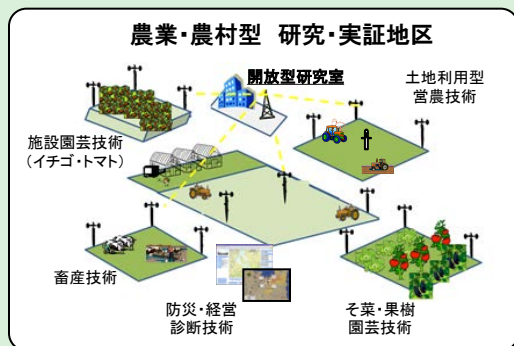 農業・農村型 研究・実証地区
開放型研究室
土地利用型
営農技術
施設園芸技術
(イチゴ・トマト)
畜産技術
防災・経営
診断技術
そ菜・果樹
園芸技術